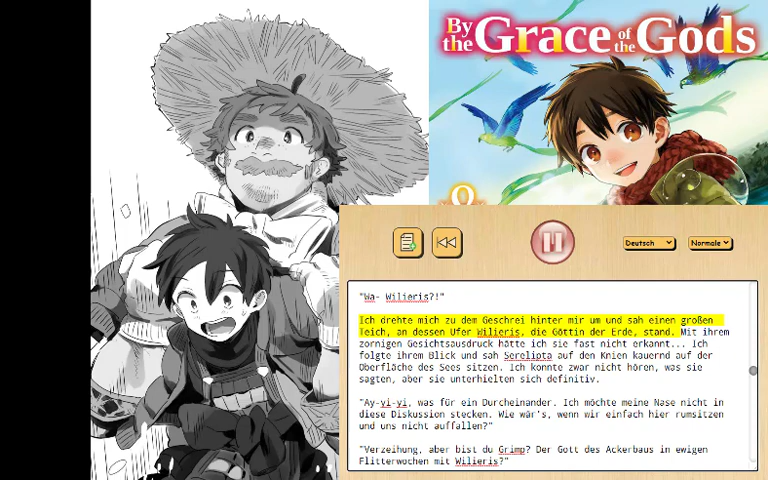 By the Grace of the Gods
Deutsch
Normale
"Wa- Wilieris?!"
Ich drehte mich zu dem Geschrei hinter mir um und sah einen großen
Teich, an dessen Ufer Wilieris, die Göttin der Erde, stand. Mit ihrem
zornigen Gesichtsausdruck hätte ich sie fast nicht erkannt... Ich
folgte ihrem Blick und sah Serelipta auf den Knien kauernd auf der
Oberfläche des Sees sitzen. Ich konnte zwar nicht hören, was sie
sagten, aber sie unterhielten sich definitiv.
"Ay-yi-yi, was für ein Durcheinander. Ich möchte meine Nase nicht in
diese Diskussion stecken. Wie wär's, wenn wir einfach hier rumsitzen
und uns nicht auffallen?"
"Verzeihung, aber bist du Grimp? Der Gott des Ackerbaus in ewigen
Flitterwochen mit Wilieris?"